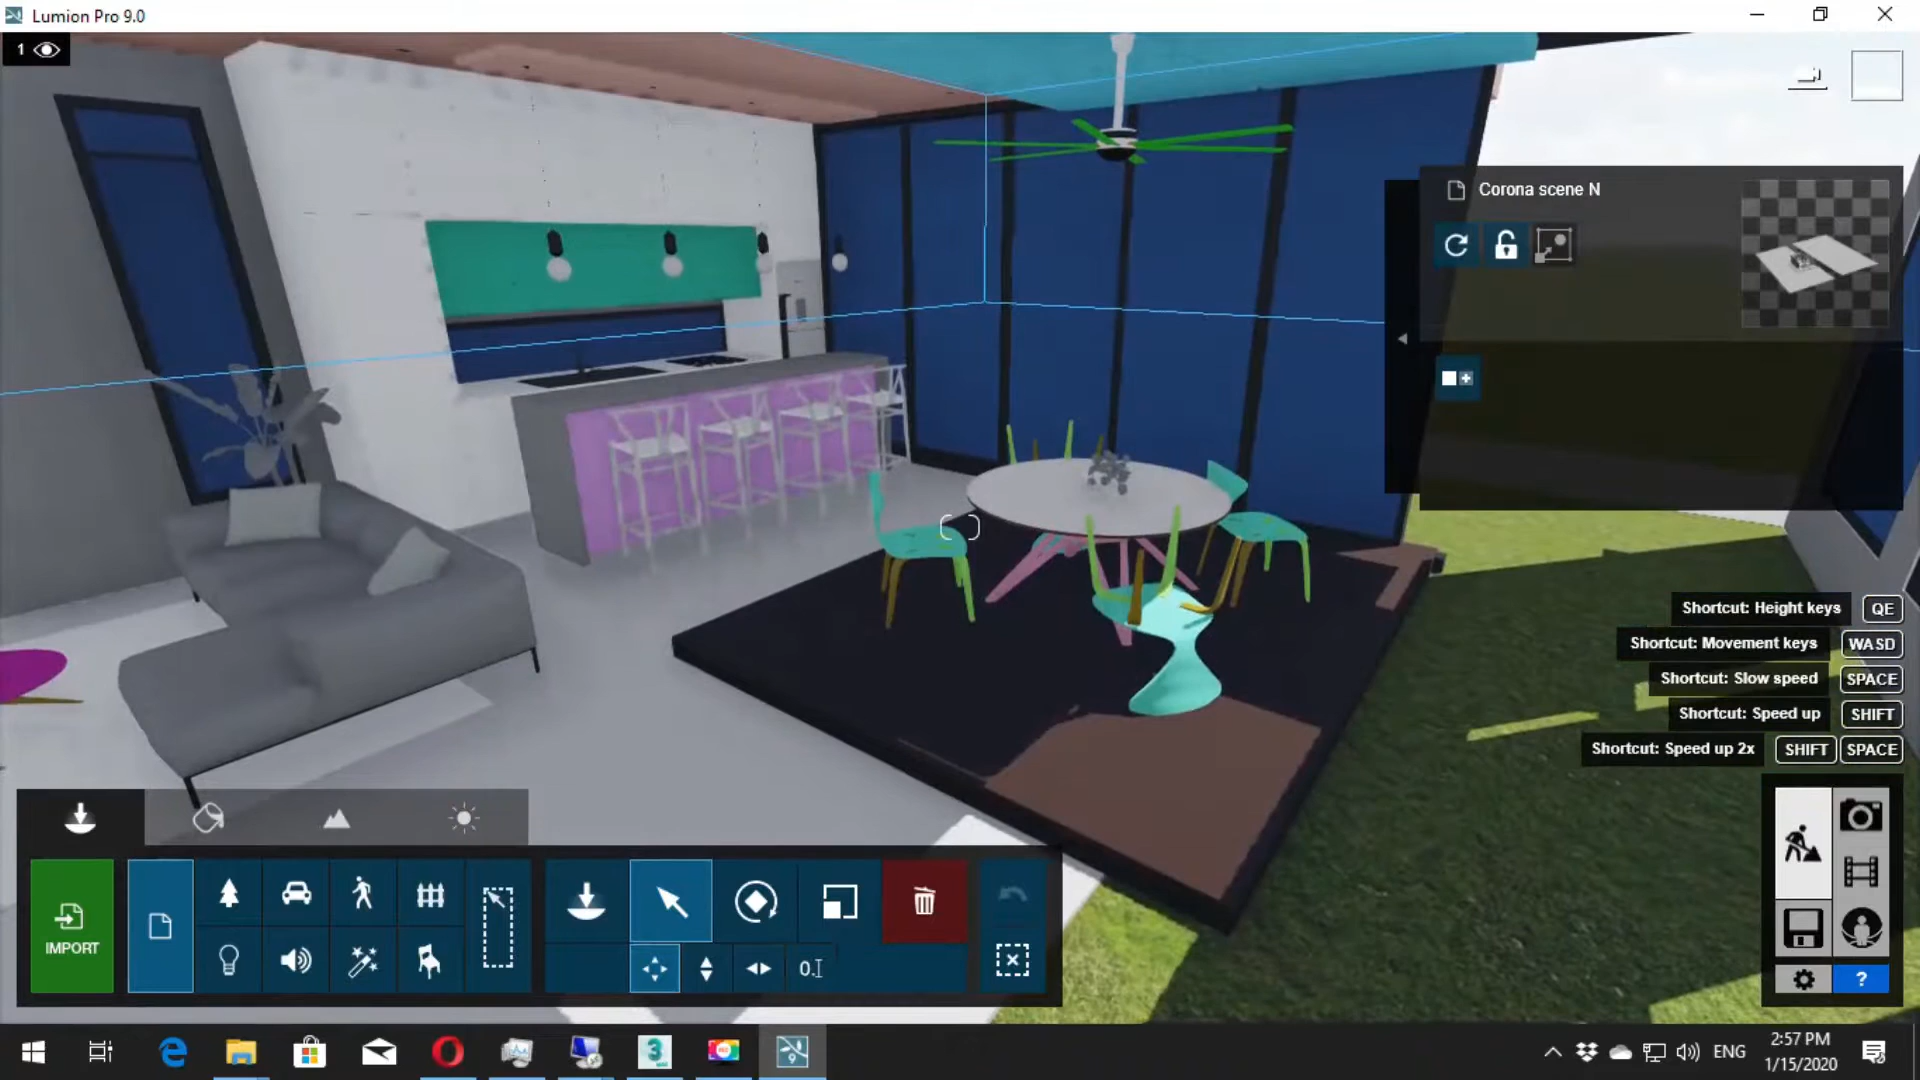 Lumion Pro 9.0
1
Corona scene N
Shortcut: Height keys QE
Shortcut: Movement keys WASD
Shortcut: Slow speed SPACE
Shortcut: Speed up SHIFT
Shortcut: Speed up 2x SHIFT SPACE
IMPORT
0.
?
3
9
ENG
2:57 PM
1/15/2020